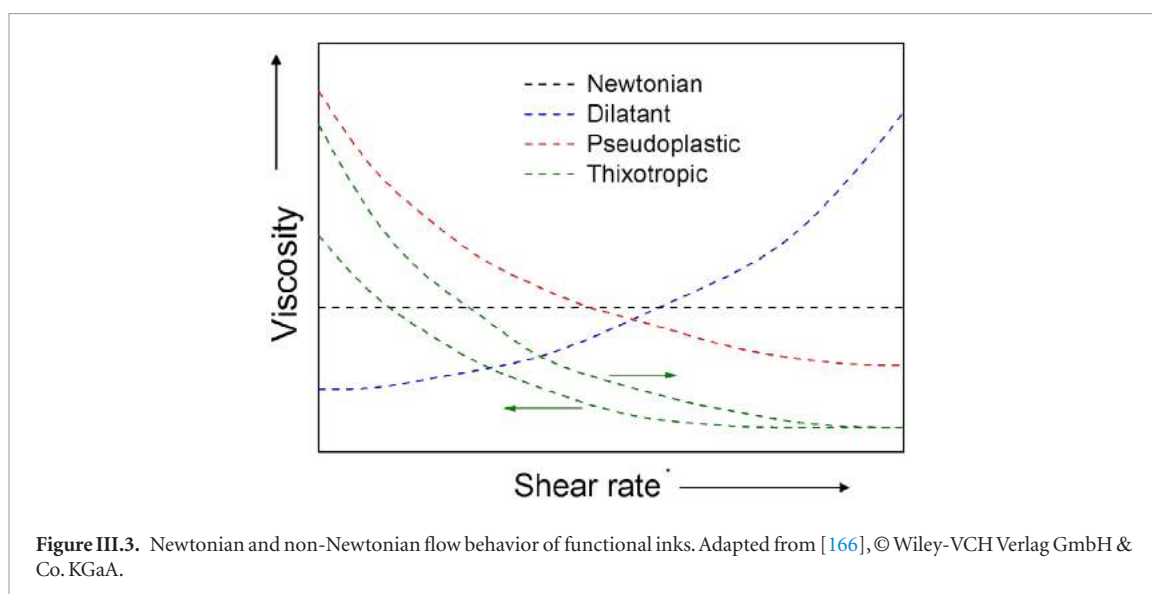 Newtonian
Dilatant
Pseudoplastic
Thixotropic
Viscosity
Shear rate
Figure III.3. Newtonian and non-Newtonian flow behavior of functional inks. Adapted from [166], © Wiley-VCH Verlag GmbH &
Co. KGaA.